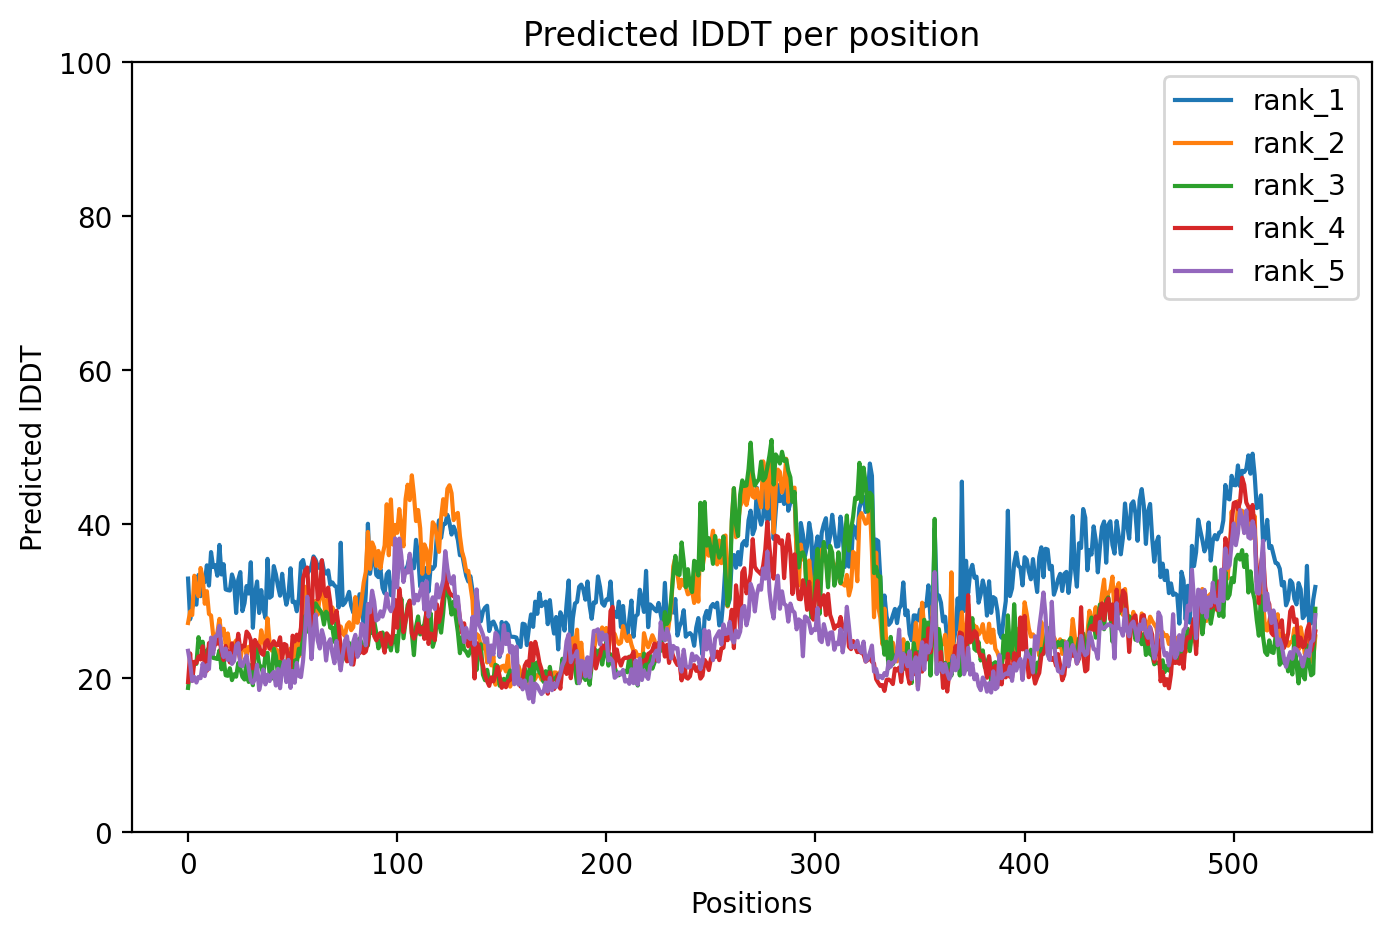 Predicted lDDT per position
100
80
60
40
20
0
Predicted lDDT
rank_1
rank_2
rank_3
rank_4
rank_5
0 100 200 300 400 500
Positions